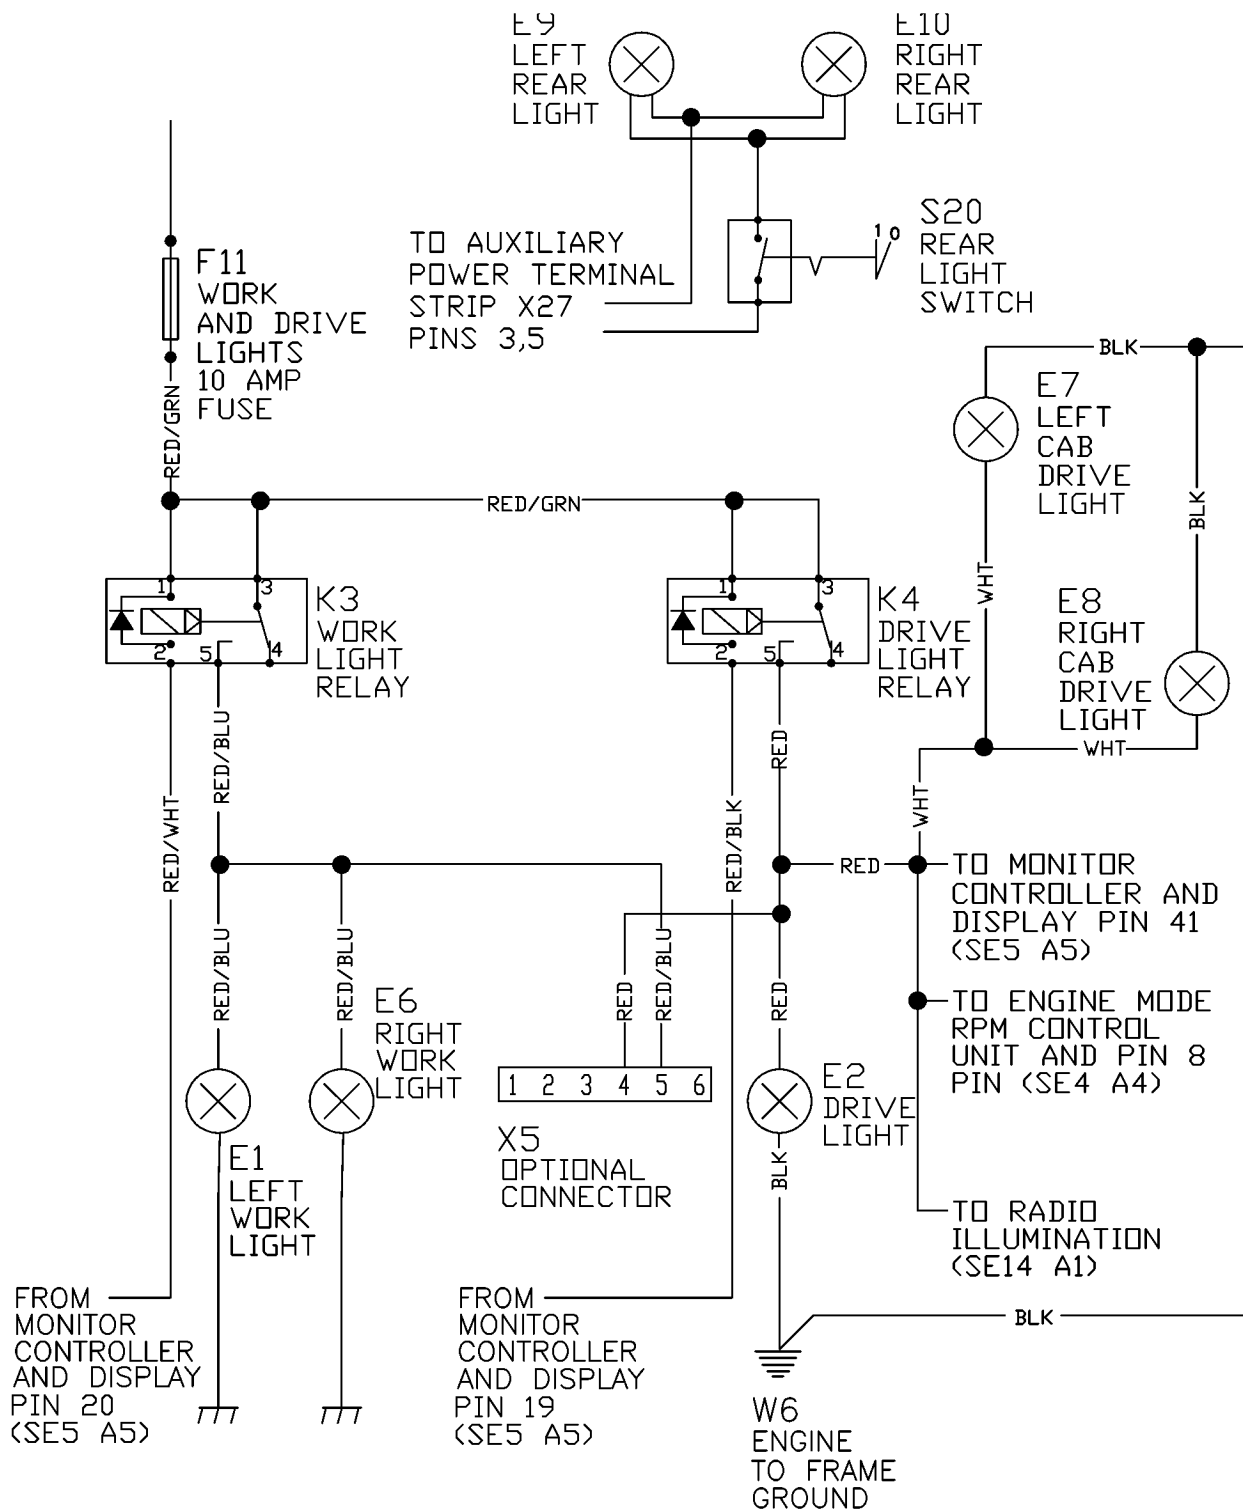 E9
LEFT
REAR
LIGHT
E10
RIGHT
REAR
LIGHT
F11
WORK
AND DRIVE
LIGHTS
10 AMP
FUSE
TO AUXILIARY
POWER TERMINAL
STRIP X27
PINS 3,5
1 0
S20
REAR
LIGHT
SWITCH
BLK
E7
LEFT
CAB
DRIVE
LIGHT
RED/GRN
RED/GRN
BLK
WHT
1
3
2
5
4
K3
WORK
LIGHT
RELAY
1
3
2
5
4
K4
DRIVE
LIGHT
RELAY
E8
RIGHT
CAB
DRIVE
LIGHT
WHT
RED/BLU
RED
RED/WHT
RED/BLK
WHT
RED
TO MONITOR
CONTROLLER AND
DISPLAY PIN 41
(SE5 A5)
RED/BLU
RED/BLU
RED
RED/BLU
RED
TO ENGINE MODE
RPM CONTROL
UNIT AND PIN 8
PIN (SE4 A4)
E6
RIGHT
WORK
LIGHT
1 2 3 4 5 6
X5
OPTIONAL
CONNECTOR
E2
DRIVE
LIGHT
BLK
E1
LEFT
WORK
LIGHT
TO RADIO
ILLUMINATION
(SE14 A1)
FROM
MONITOR
CONTROLLER
AND DISPLAY
PIN 20
(SE5 A5)
FROM
MONITOR
CONTROLLER
AND DISPLAY
PIN 19
(SE5 A5)
BLK
W6
ENGINE
TO FRAME
GROUND